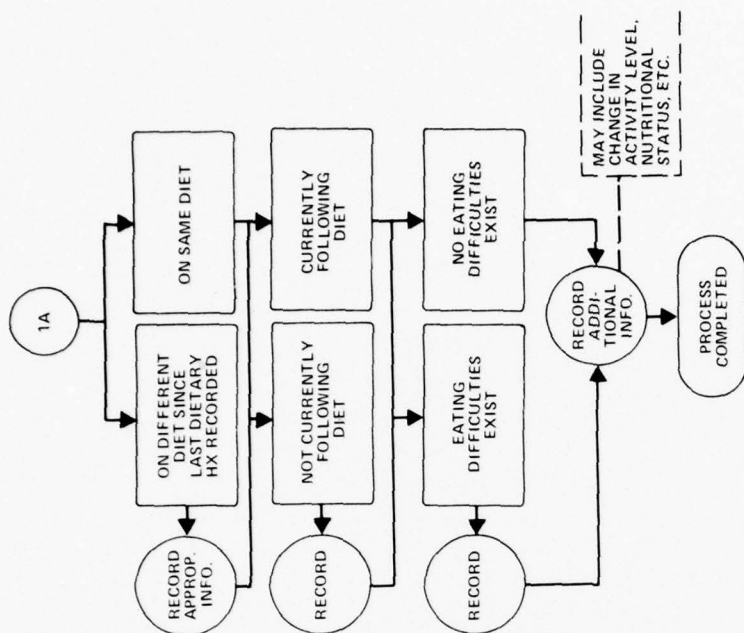 1A
ON DIFFERENT
DIET SINCE
LAST DIETARY
HX RECORDED
ON SAME DIET
RECORD
APPROP.
INFO.
NOT CURRENTLY
FOLLOWING
DIET
CURRENTLY
FOLLOWING
DIET
RECORD
EATING
DIFFICULTIES
EXIST
NO EATING
DIFFICULTIES
EXIST
RECORD
RECORD
ADDI-
TIONAL
INFO.
MAY INCLUDE
CHANGE IN
ACTIVITY LEVEL,
NUTRITIONAL
STATUS, ETC.
PROCESS
COMPLETED